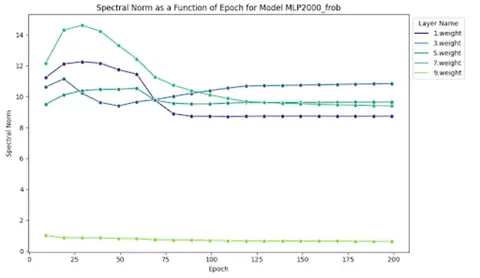 Spectral Norm as a Function of Epoch for Model MLP2000_frob
Layer Name
1.weight
3.weight
5.weight
7.weight
9.weight
Spectral Norm
14
12
10
8
6
4
2
0
0 25 50 75 100 125 150 175 200
Epoch